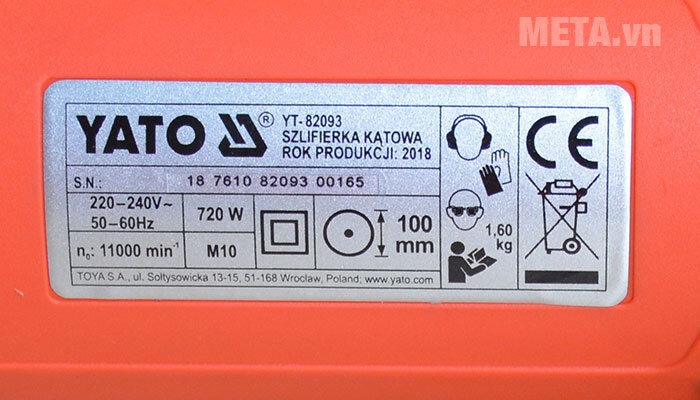 META.vn
YATO ®
YT-82093
SZLIFIERKA KĄTOWA
ROK PRODUKCJI: 2018
S.N.: 18 7610 82093 00165
220-240V~
50-60Hz
720 W
n₀: 11000 min⁻¹
M10
100
mm
1,60
kg
CE
TOYA S.A., ul. Sołtysowicka 13-15, 51-168 Wrocław, Poland; www.yato.com